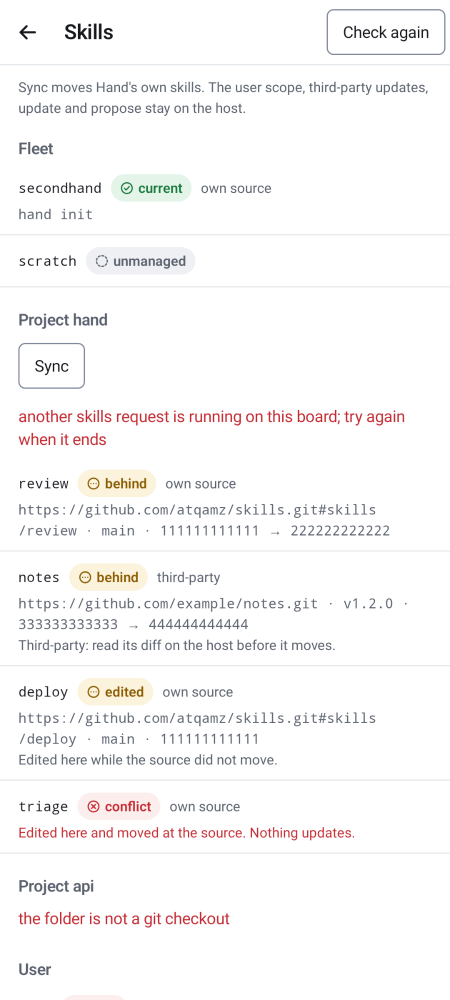 Skills
Check again
Sync moves Hand's own skills. The user scope, third-party updates,
update and propose stay on the host.
Fleet
secondhand current own source
hand init
scratch unmanaged
Project hand
Sync
another skills request is running on this board; try again
when it ends
review behind own source
https://github.com/atqamz/skills.git#skills
/review · main · 111111111111 → 222222222222
notes behind third-party
https://github.com/example/notes.git · v1.2.0 ·
333333333333 → 444444444444
Third-party: read its diff on the host before it moves.
deploy edited own source
https://github.com/atqamz/skills.git#skills
/deploy · main · 111111111111
Edited here while the source did not move.
triage conflict own source
Edited here and moved at the source. Nothing updates.
Project api
the folder is not a git checkout
User